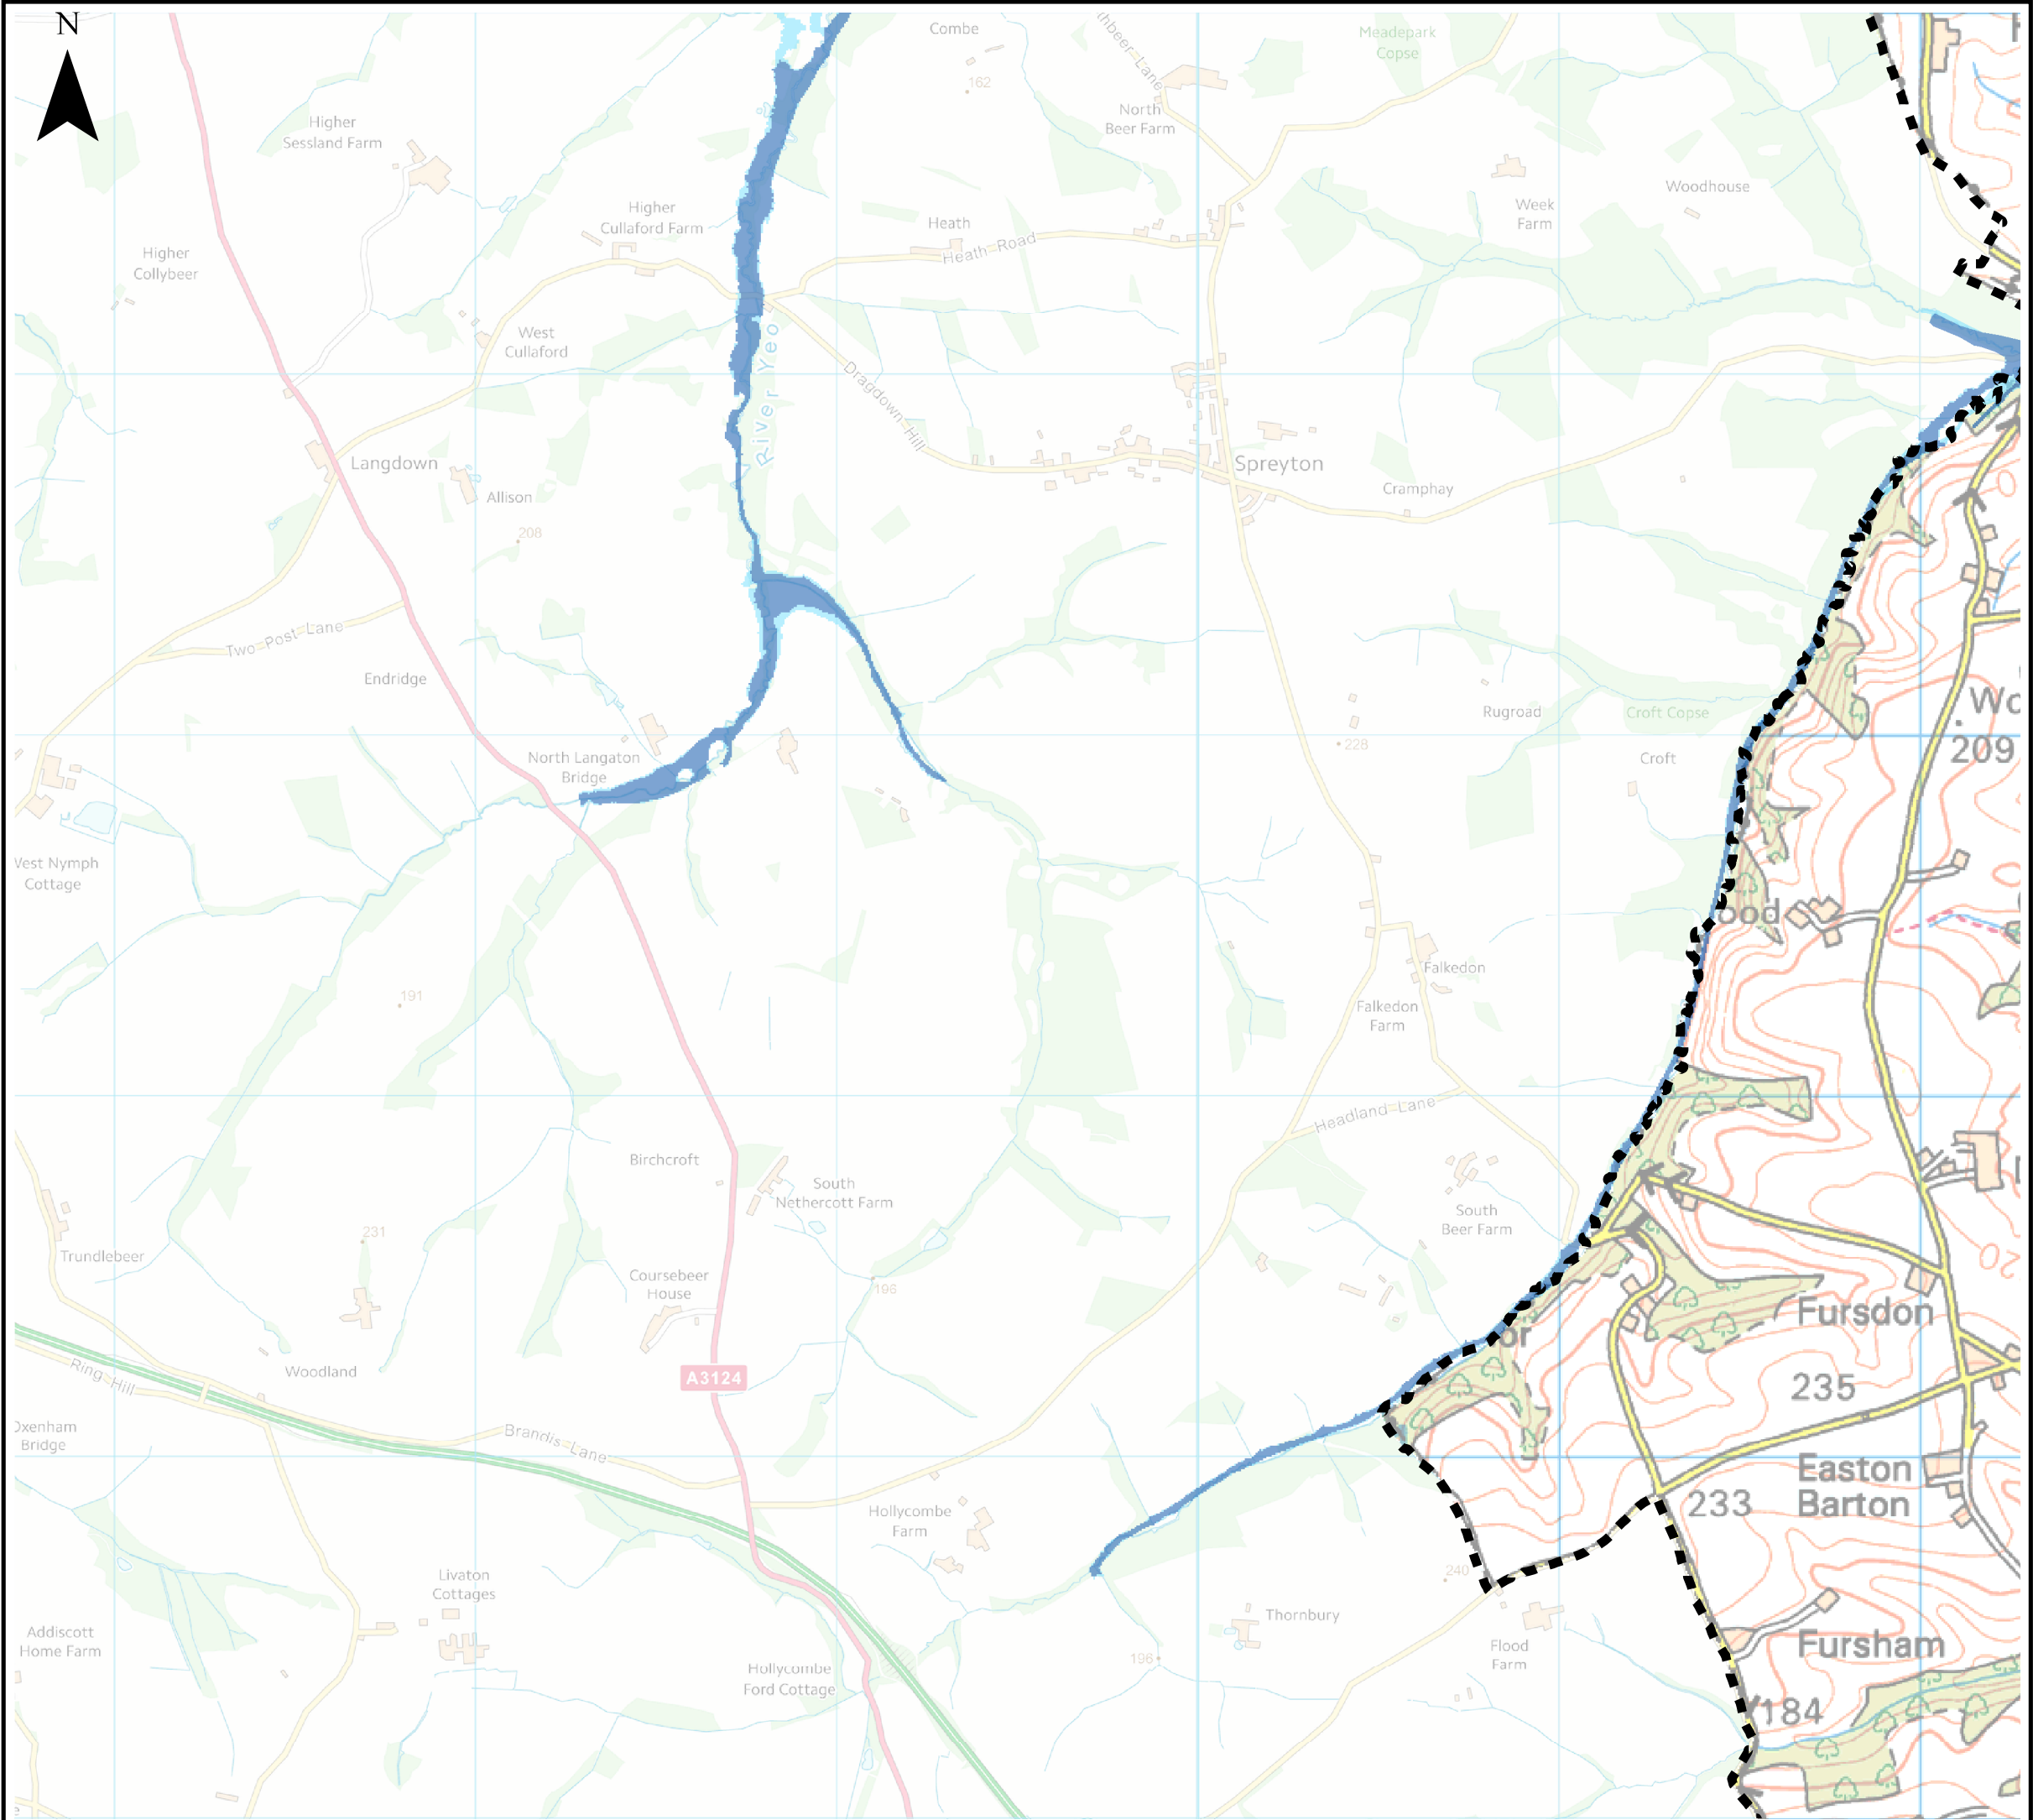 N
Combe
Meadepark
Copse
162
North
Beer Farm
Higher
Sessland Farm
Higher
Cullaford Farm
Heath
Heath Road
Week
Farm
Woodhouse
Higher
Collybeer
West
Cullaford
River Yeo
Dragdown Hill
Langdown
Allison
208
Spreyton
Cramphay
Two Post Lane
Endridge
North Langaton
Bridge
228
Rugroad
Croft Copse
Croft
209
West Nymph
Cottage
ood
191
Falkedon
Falkedon
Farm
Headland Lane
Birchcroft
South
Nethercott Farm
South
Beer Farm
Trundlebeer
231
Coursebeer
House
196
Fursdon
or
Woodland
A3124
235
Ring Hill
Oxenham
Bridge
Brandis Lane
Easton
Barton
233
Hollycombe
Farm
Livaton
Cottages
240
Thornbury
Addiscott
Home Farm
Flood
Farm
Fursham
196
Hollycombe
Ford Cottage
184